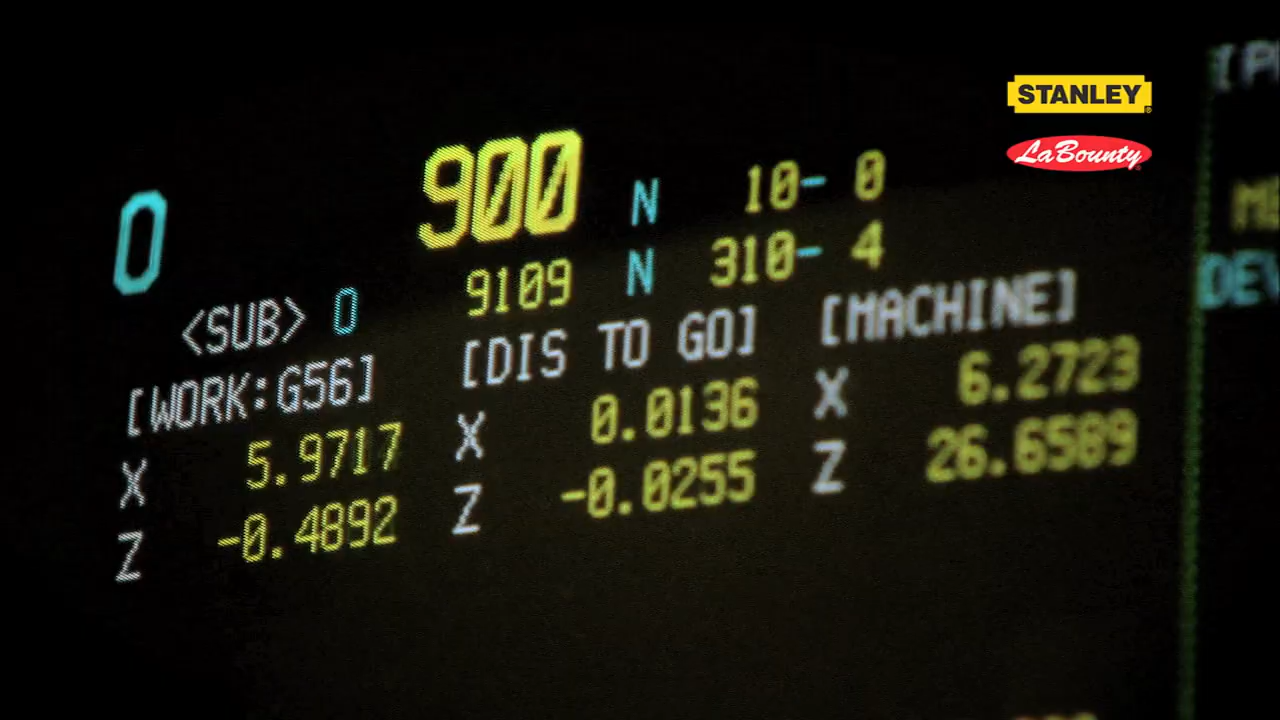 STANLEY
LaBounty
O 900 N 10- 0
<SUB> O 9109 N 310- 4
[WORK:G56] [DIS TO GO] [MACHINE]
X 5.9717 X 0.0136 X 6.2723
Z -0.4892 Z -0.0255 Z 26.6589